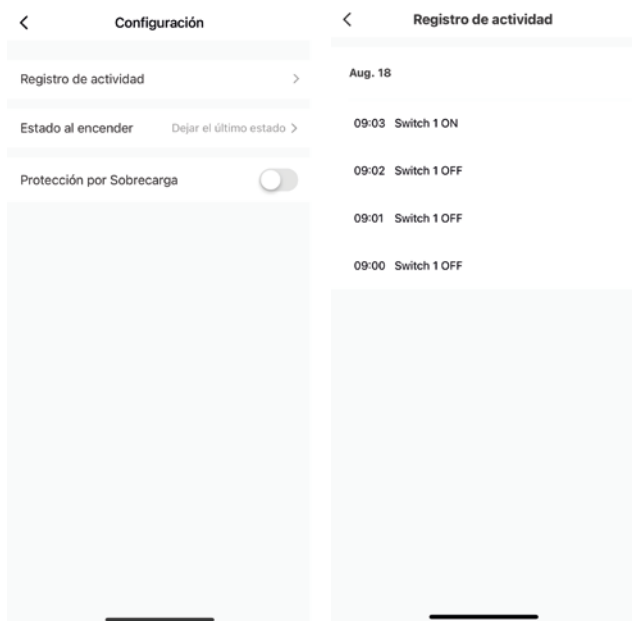 Configuración
Registro de actividad
Estado al encender Dejar el último estado
Protección por Sobrecarga
Registro de actividad
Aug. 18
09:03 Switch 1 ON
09:02 Switch 1 OFF
09:01 Switch 1 OFF
09:00 Switch 1 OFF